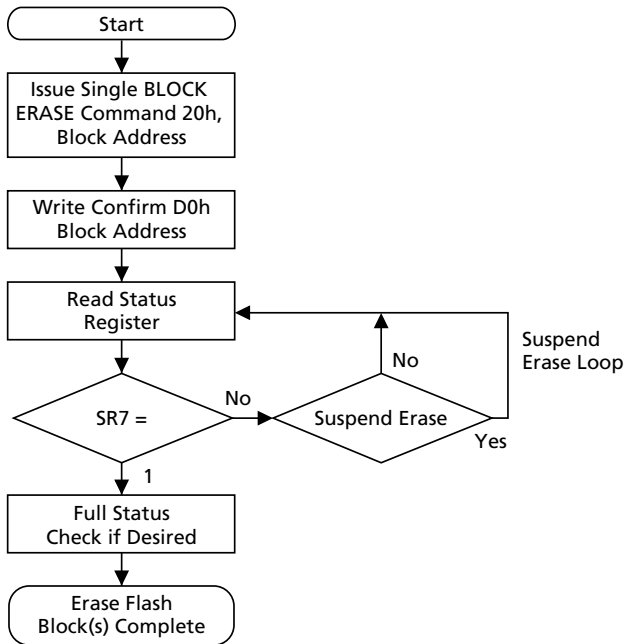 Start
Issue Single BLOCK
ERASE Command 20h,
Block Address
Write Confirm D0h
Block Address
Read Status
Register
Suspend
Erase Loop
No
No
SR7 =
Suspend Erase
Yes
1
Full Status
Check if Desired
Erase Flash
Block(s) Complete